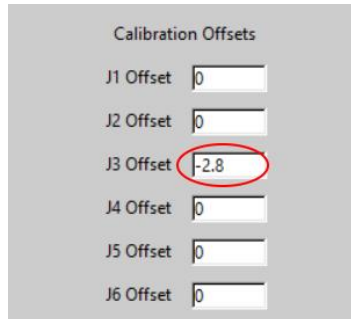 Calibration Offsets
J1 Offset 0
J2 Offset 0
J3 Offset -2.8
J4 Offset 0
J5 Offset 0
J6 Offset 0